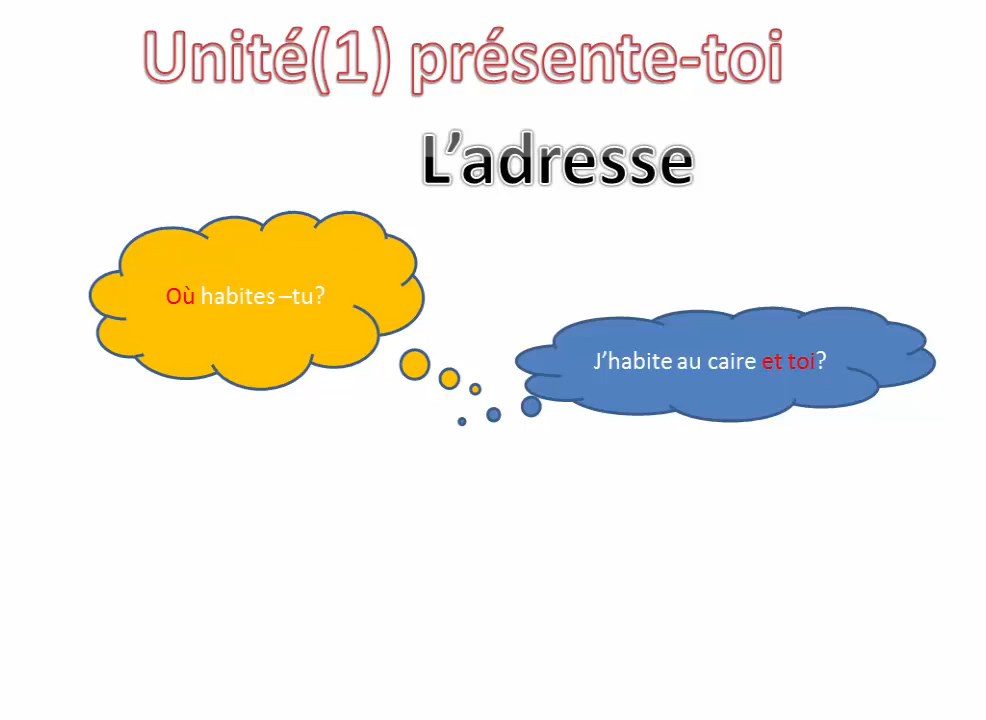 Unité(1) présente-toi
L’adresse
Où habites –tu?
J’habite au caire et toi?